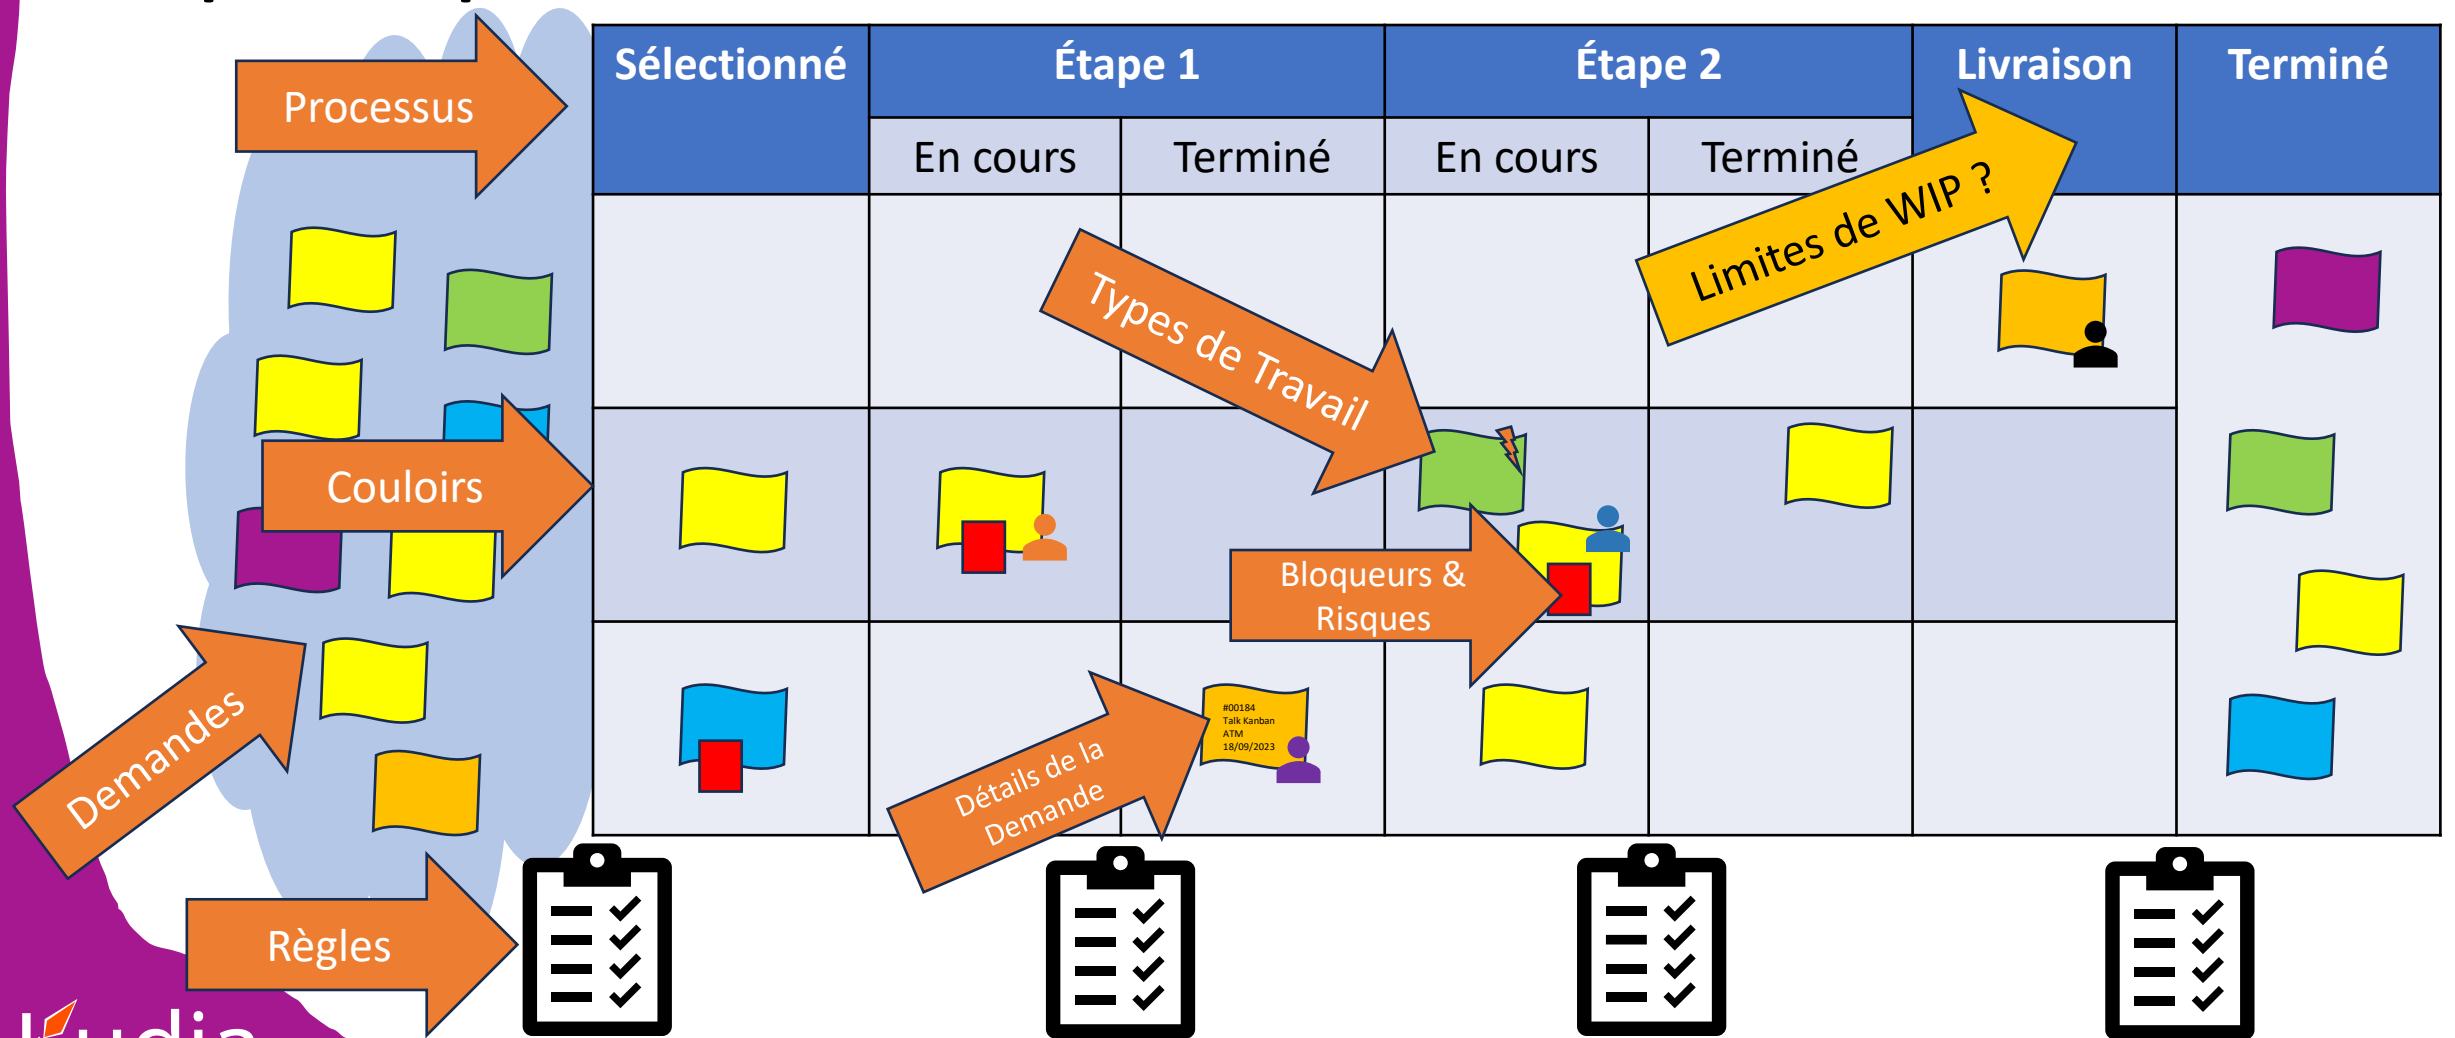 Processus
Sélectionné
Étape 1
Étape 2
Livraison
Terminé
En cours
Terminé
En cours
Terminé
Limites de WIP ?
Types de Travail
Couloirs
Bloqueurs &
Risques
Demandes
#00184
Talk Kanban
ATM
18/09/2023
Détails de la
Demande
Règles